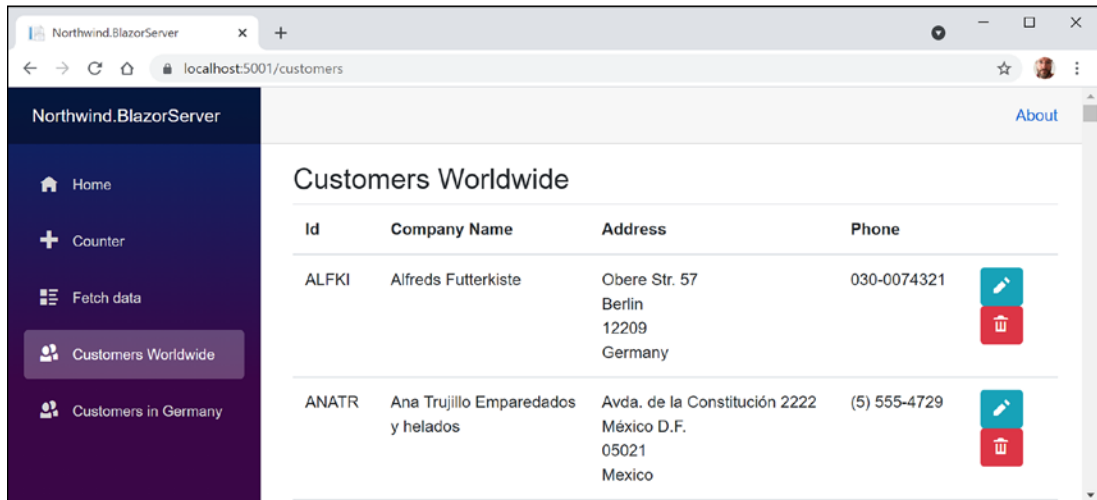 Northwind.BlazorServer
localhost:5001/customers
Northwind.BlazorServer
About
Home
Counter
Fetch data
Customers Worldwide
Customers in Germany
Customers Worldwide
Id Company Name Address Phone
ALFKI Alfreds Futterkiste Obere Str. 57 030-0074321
Berlin
12209
Germany
ANATR Ana Trujillo Emparedados Avda. de la Constitución 2222 (5) 555-4729
y helados México D.F.
05021
Mexico